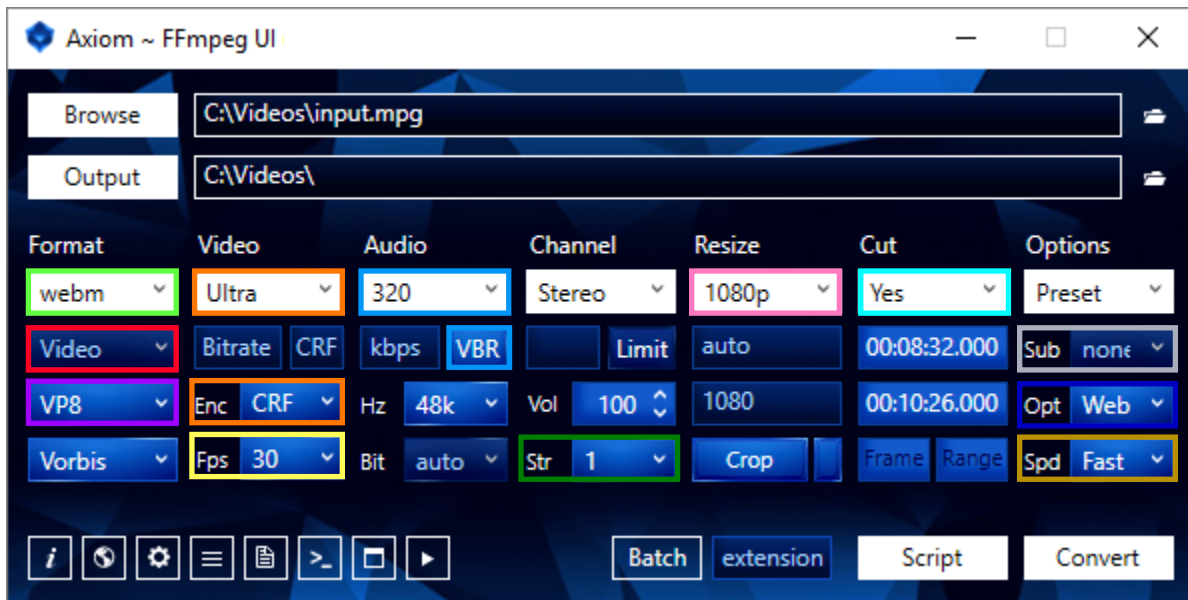 Axiom ~ FFmpeg UI
Browse C:\Videos\input.mpg
Output C:\Videos\
Format Video Audio Channel Resize Cut Options
webm Ultra 320 Stereo 1080p Yes Preset
Video Bitrate CRF kbps VBR Limit auto 00:08:32.000 Sub none
VP8 Enc CRF Hz 48k Vol 100 1080 00:10:26.000 Opt Web
Vorbis Fps 30 Bit auto Str 1 Crop Frame Range Spd Fast
i >_ Batch extension Script Convert